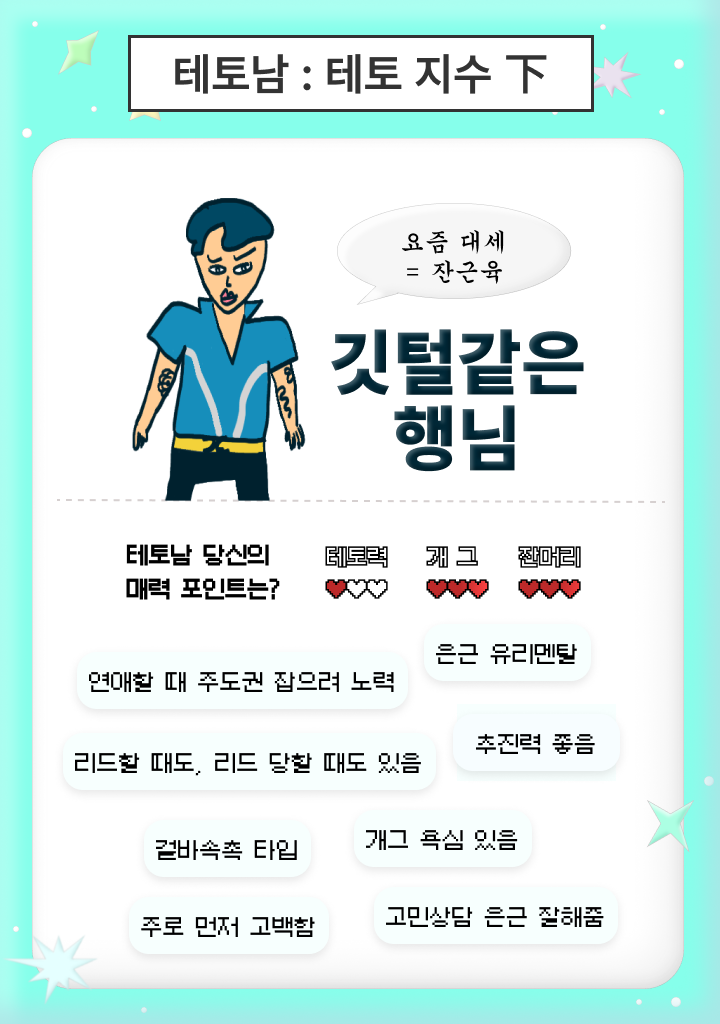 테토남 : 테토 지수 下
요즘 대세
= 잔근육
깃털같은
행님
테토남 당신의
매력 포인트는?
테토력 개 그 잔머리
은근 유리멘탈
연애할 때 주도권 잡으려 노력
추진력 좋음
리드할 때도, 리드 당할 때도 있음
개그 욕심 있음
겉바속촉 타입
고민상담 은근 잘해줌
주로 먼저 고백함